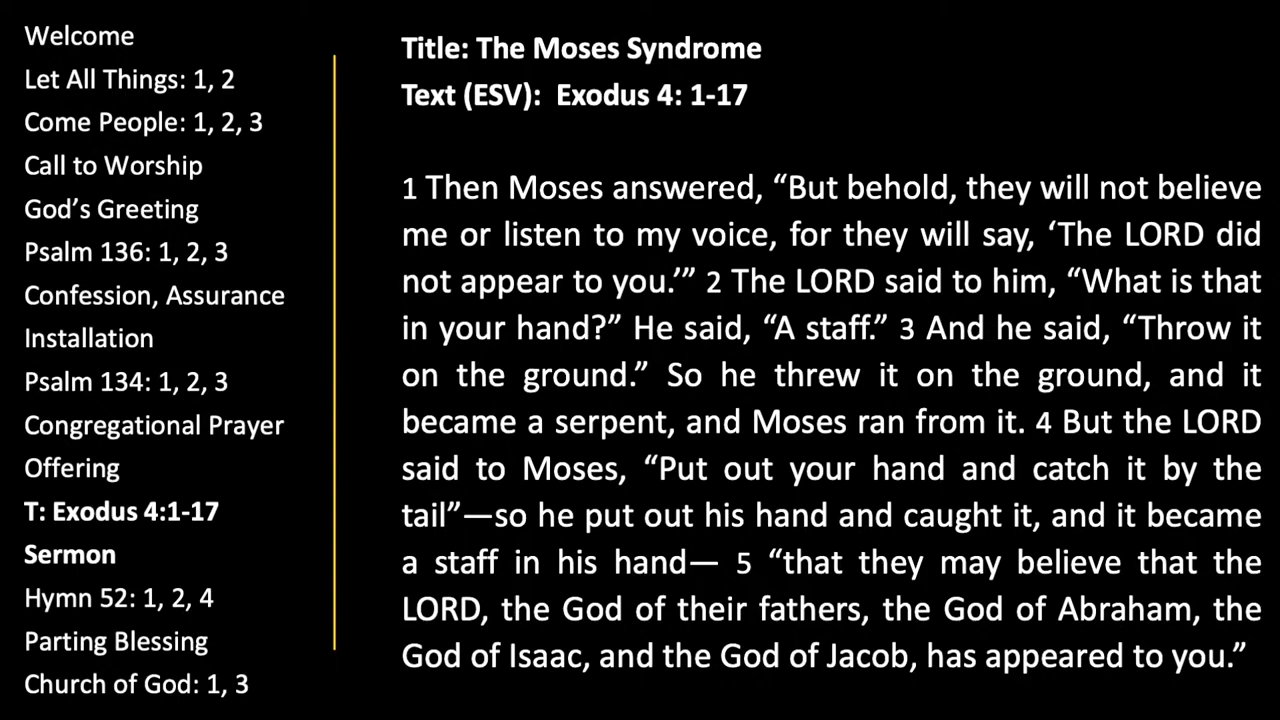 Welcome
Let All Things: 1, 2
Come People: 1, 2, 3
Call to Worship
God’s Greeting
Psalm 136: 1, 2, 3
Confession, Assurance
Installation
Psalm 134: 1, 2, 3
Congregational Prayer
Offering
T: Exodus 4:1-17
Sermon
Hymn 52: 1, 2, 4
Parting Blessing
Church of God: 1, 3
Title: The Moses Syndrome
Text (ESV): Exodus 4: 1-17
1 Then Moses answered, “But behold, they will not believe
me or listen to my voice, for they will say, ‘The LORD did
not appear to you.’” 2 The LORD said to him, “What is that
in your hand?” He said, “A staff.” 3 And he said, “Throw it
on the ground.” So he threw it on the ground, and it
became a serpent, and Moses ran from it. 4 But the LORD
said to Moses, “Put out your hand and catch it by the
tail”—so he put out his hand and caught it, and it became
a staff in his hand— 5 “that they may believe that the
LORD, the God of their fathers, the God of Abraham, the
God of Isaac, and the God of Jacob, has appeared to you.”